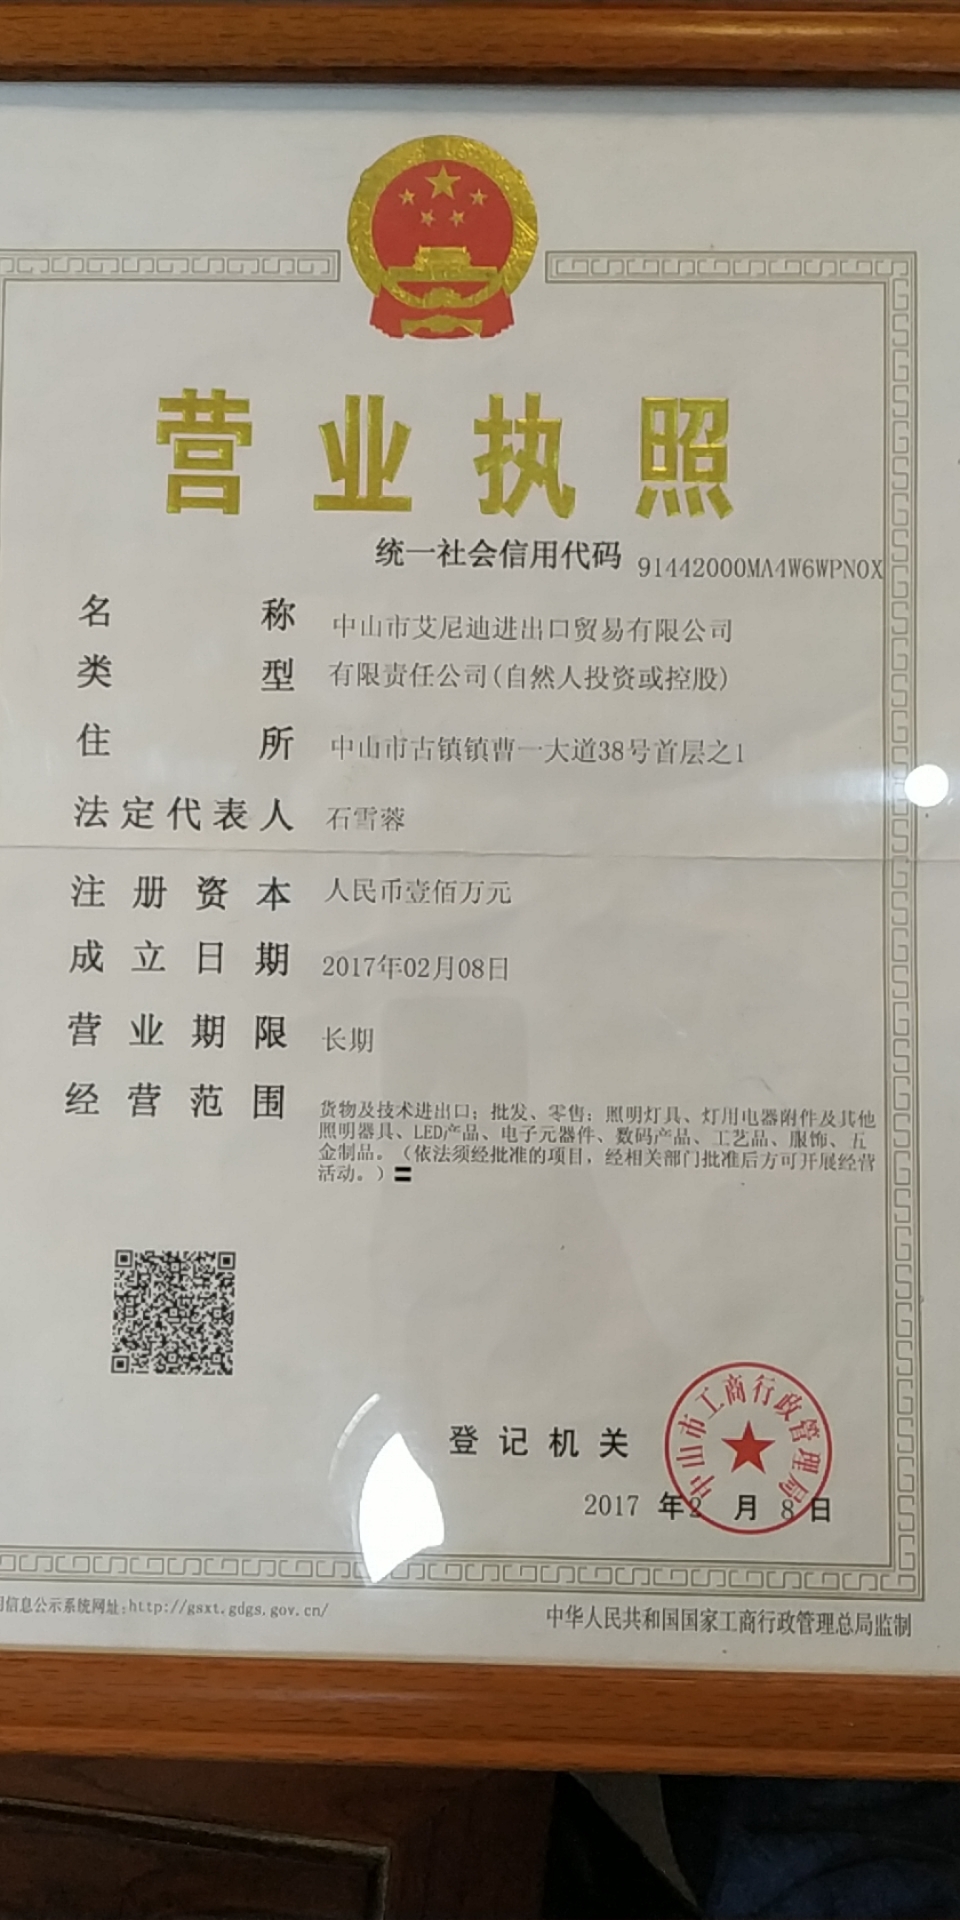 营业执照
统一社会信用代码 91442000MA4W6WPN0X
名称 中山市艾尼迪进出口贸易有限公司
类型 有限责任公司(自然人投资或控股)
住所 中山市古镇镇曹一大道38号首层之1
法定代表人 石雪蓉
注册资本 人民币壹佰万元
成立日期 2017年02月08日
营业期限 长期
经营范围 货物及技术进出口；批发、零售：照明灯具、灯用电器附件及其他
照明器具、LED产品、电子元器件、数码产品、工艺品、服饰、五
金制品。（依法须经批准的项目，经相关部门批准后方可开展经营
活动。）〓
中山市工商行政管理局
登记机关
2017 年2 月 8日
信息公示系统网址:http://gsxt.gdgs.gov.cn/
中华人民共和国国家工商行政管理总局监制